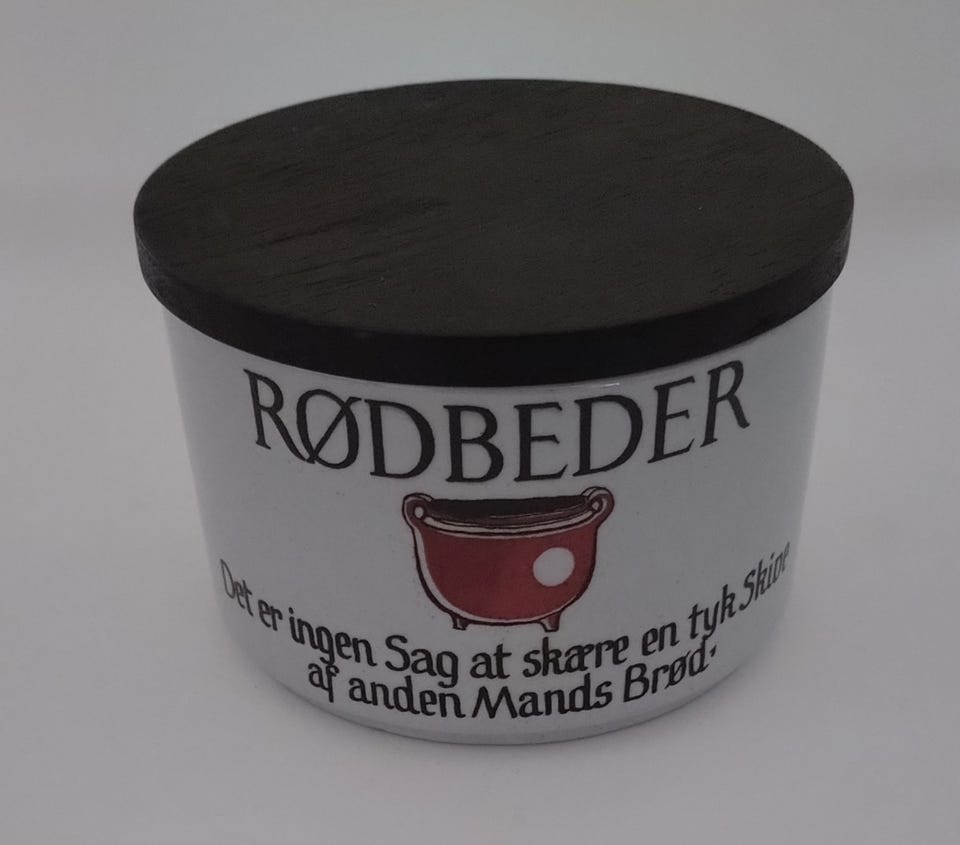 RØDBEDER
Det er ingen Sag at skære en tyk Skive
af anden Mands Brød.